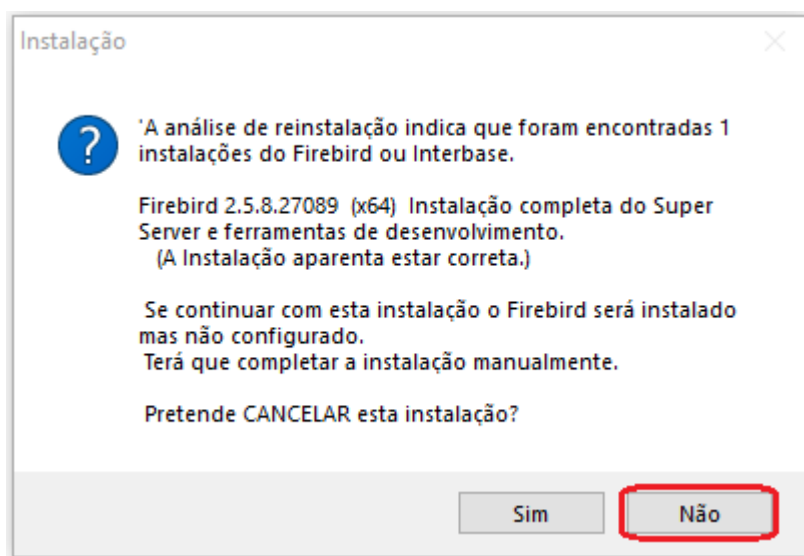 Instalação
'A análise de reinstalação indica que foram encontradas 1
instalações do Firebird ou Interbase.
Firebird 2.5.8.27089  (x64)  Instalação completa do Super
Server e ferramentas de desenvolvimento.
(A Instalação aparenta estar correta.)
Se continuar com esta instalação o Firebird será instalado
mas não configurado.
Terá que completar a instalação manualmente.
Pretende CANCELAR esta instalação?
Sim
Não